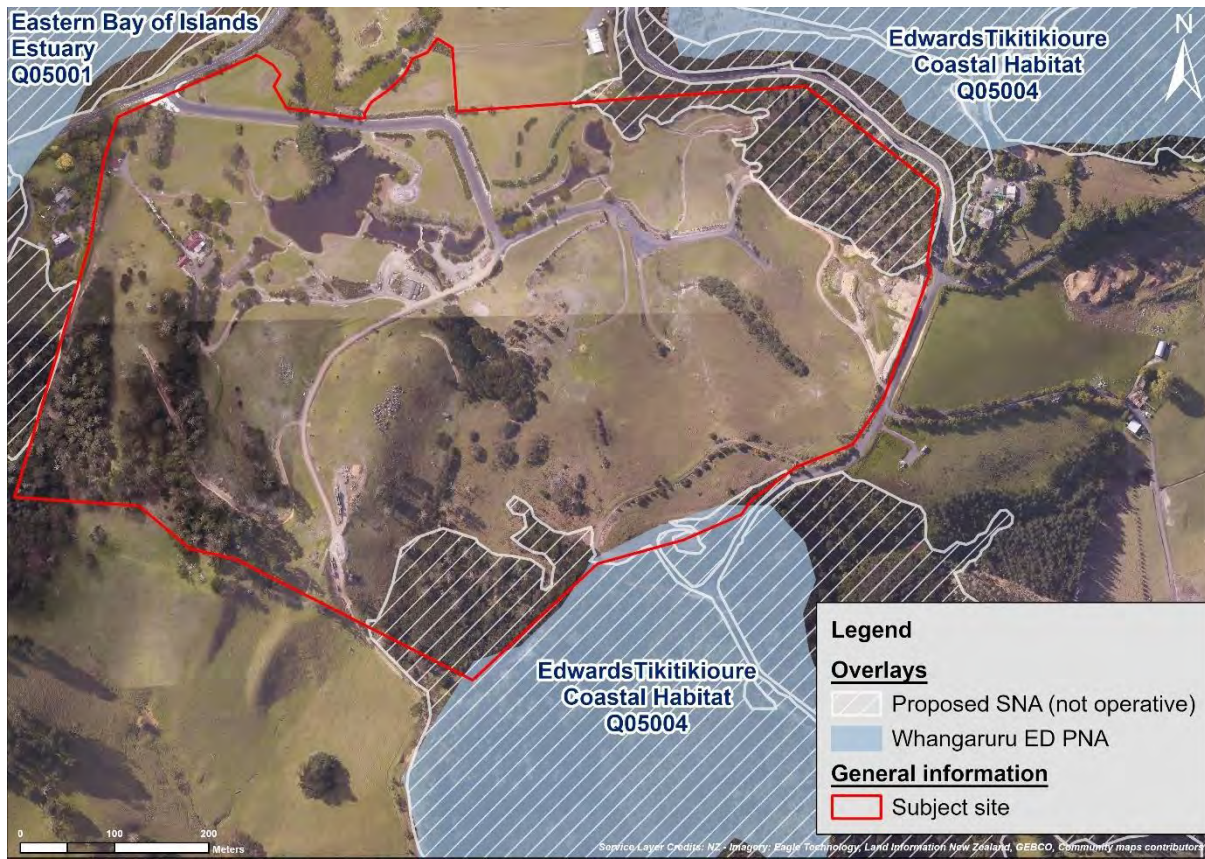 Eastern Bay of Islands
Estuary
Q05001
EdwardsTikitikioure
Coastal Habitat
Q05004
N
EdwardsTikitikioure
Coastal Habitat
Q05004
Legend
Overlays
Proposed SNA (not operative)
Whangaruru ED PNA
General information
Subject site
0 100 200
Meters
Service Layer Credits: NZ - Imagery: Eagle Technology, Land Information New Zealand, GEBCO, Community maps contributors